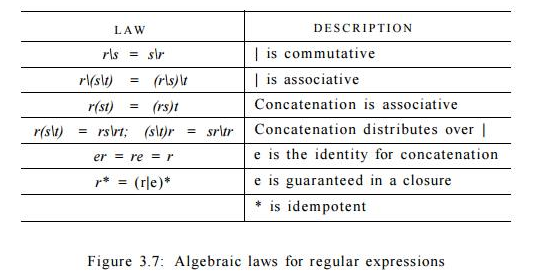 LAW DESCRIPTION
r\s = s\r | is commutative
r\(s\t) = (r\s)\t | is associative
r(st) = (rs)t Concatenation is associative
r(s\t) = rs\rt; (s\t)r = sr\tr Concatenation distributes over |
er = re = r e is the identity for concatenation
r* = (r|e)* e is guaranteed in a closure
* is idempotent
Figure 3.7: Algebraic laws for regular expressions